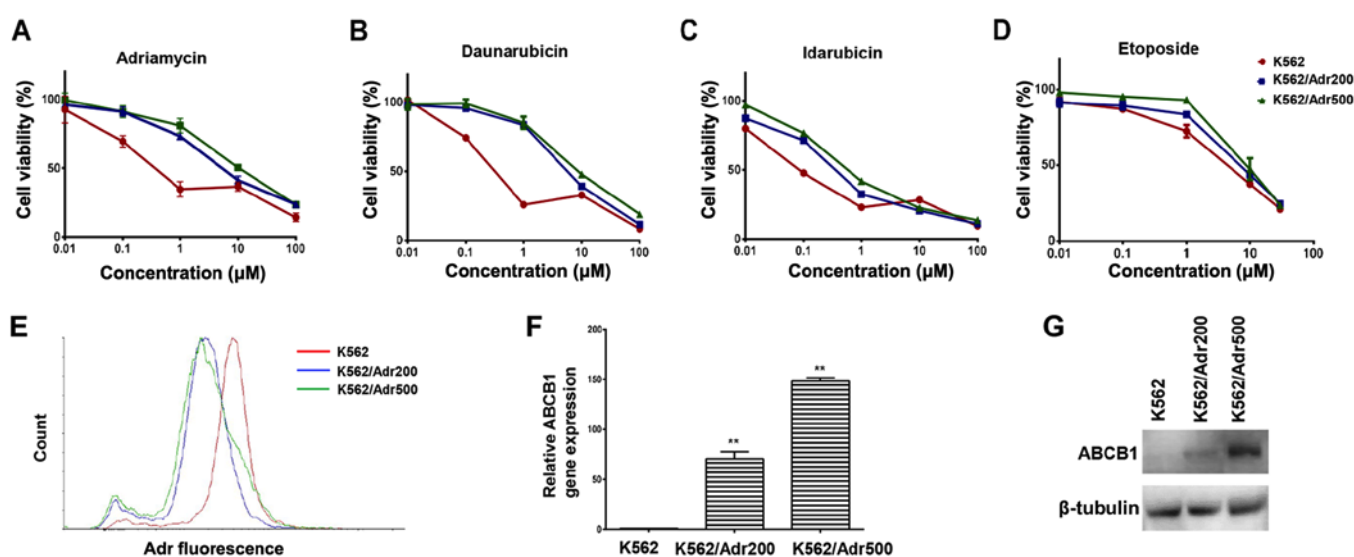 A
Adriamycin
Cell viability (%)
100
50
0
0.01 0.1 1 10 100
Concentration (µM)
B
Daunarubicin
Cell viability (%)
100
50
0
0.01 0.1 1 10 100
Concentration (µM)
C
Idarubicin
Cell viability (%)
100
50
0
0.01 0.1 1 10 100
Concentration (µM)
D
Etoposide
Cell viability (%)
100
50
0
0.01 0.1 1 10 100
Concentration (µM)
K562
K562/Adr200
K562/Adr500
E
Count
Adr fluorescence
K562
K562/Adr200
K562/Adr500
F
Relative ABCB1
gene expression
200
150
100
50
0
**
**
K562 K562/Adr200 K562/Adr500
G
K562
K562/Adr200
K562/Adr500
ABCB1
β-tubulin